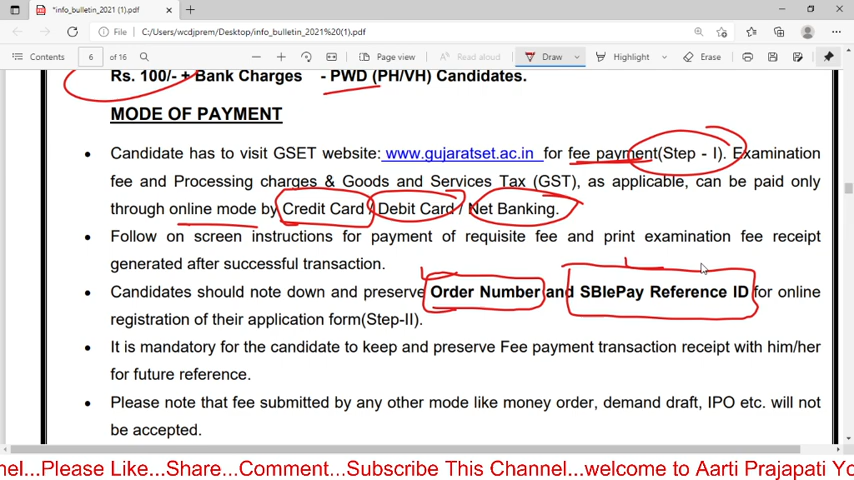 *info_bulletin_2021 (1).pdf
File
C:/Users/wcdjprem/Desktop/info_bulletin_2021%20(1).pdf
Contents
6
of 16
Page view
Read aloud
Draw
Highlight
Erase
Rs. 100/- + Bank Charges - PWD (PH/VH) Candidates.
MODE OF PAYMENT
• Candidate has to visit GSET website: www.gujaratset.ac.in for fee payment(Step - I). Examination
fee and Processing charges & Goods and Services Tax (GST), as applicable, can be paid only
through online mode by Credit Card / Debit Card / Net Banking.
• Follow on screen instructions for payment of requisite fee and print examination fee receipt
generated after successful transaction.
• Candidates should note down and preserve Order Number and SBIePay Reference ID for online
registration of their application form(Step-II).
• It is mandatory for the candidate to keep and preserve Fee payment transaction receipt with him/her
for future reference.
• Please note that fee submitted by any other mode like money order, demand draft, IPO etc. will not
be accepted.
nel...Please Like...Share...Comment...Subscribe This Channel...welcome to Aarti Prajapati Yo